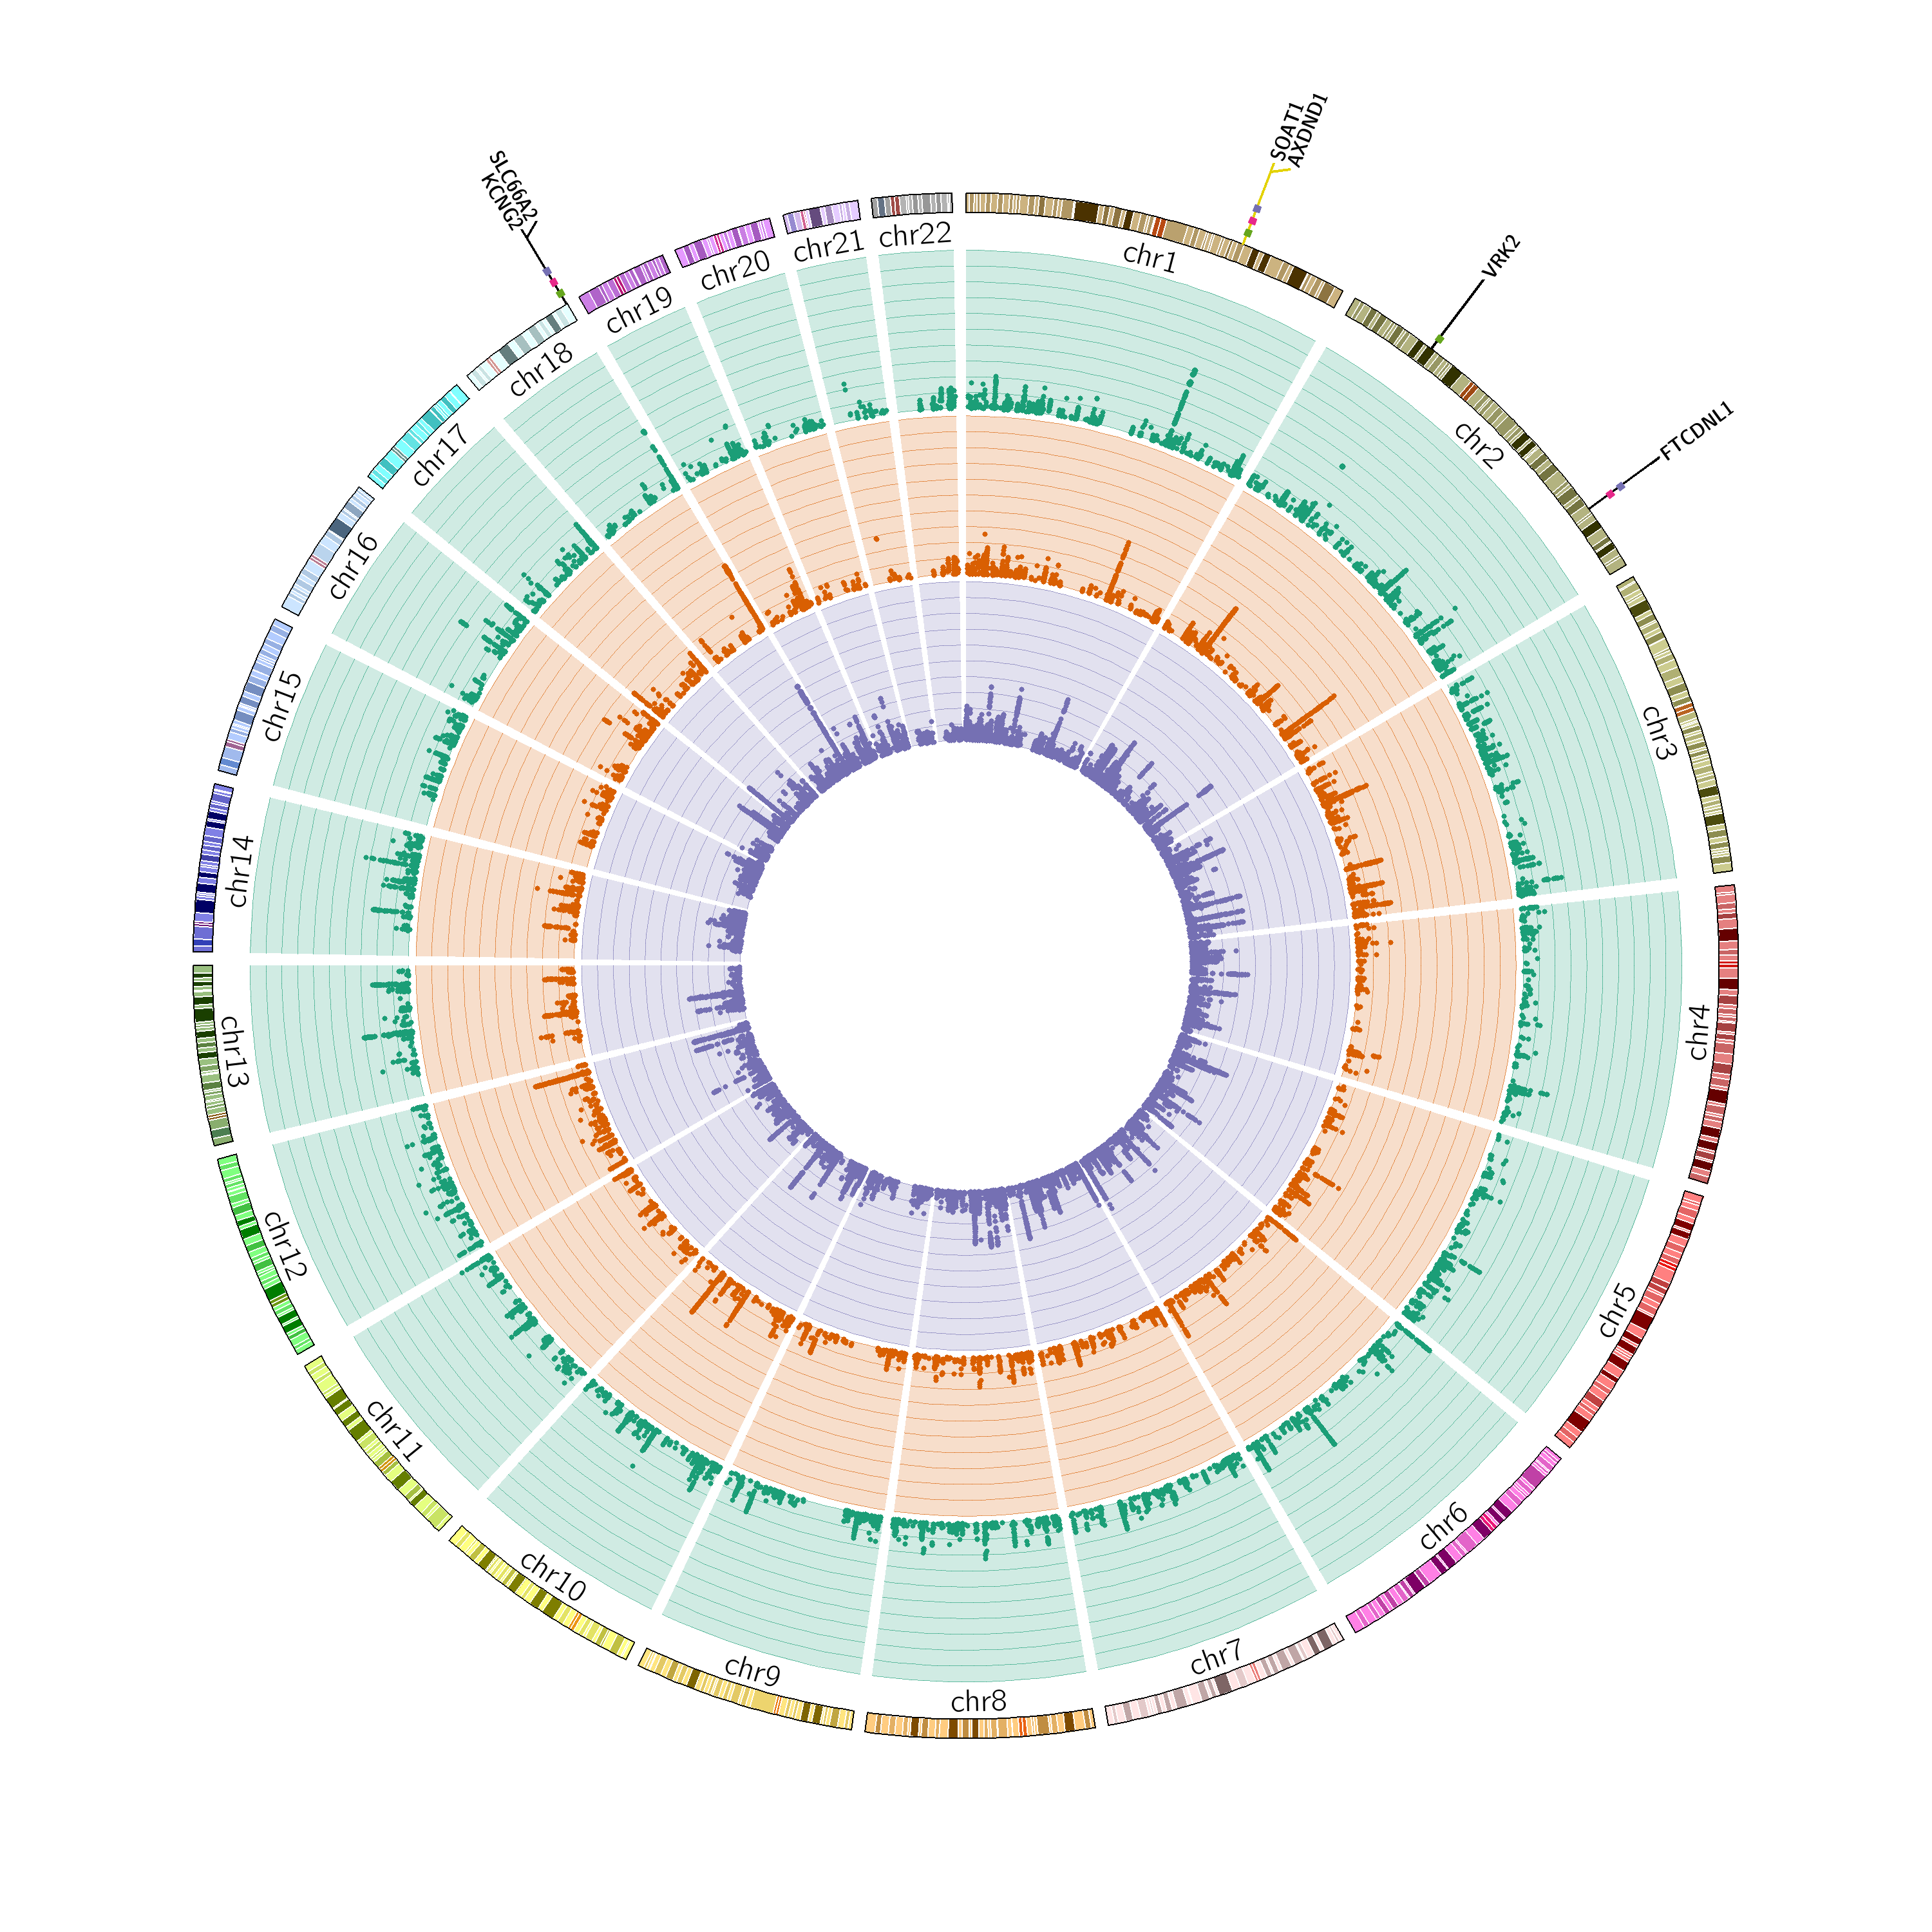 SOAT1
AXDND1
VRK2
FTCDNL1
SLC66A2
KCNG2
chr1
chr2
chr3
chr4
chr5
chr6
chr7
chr8
chr9
chr10
chr11
chr12
chr13
chr14
chr15
chr16
chr17
chr18
chr19
chr20
chr21
chr22